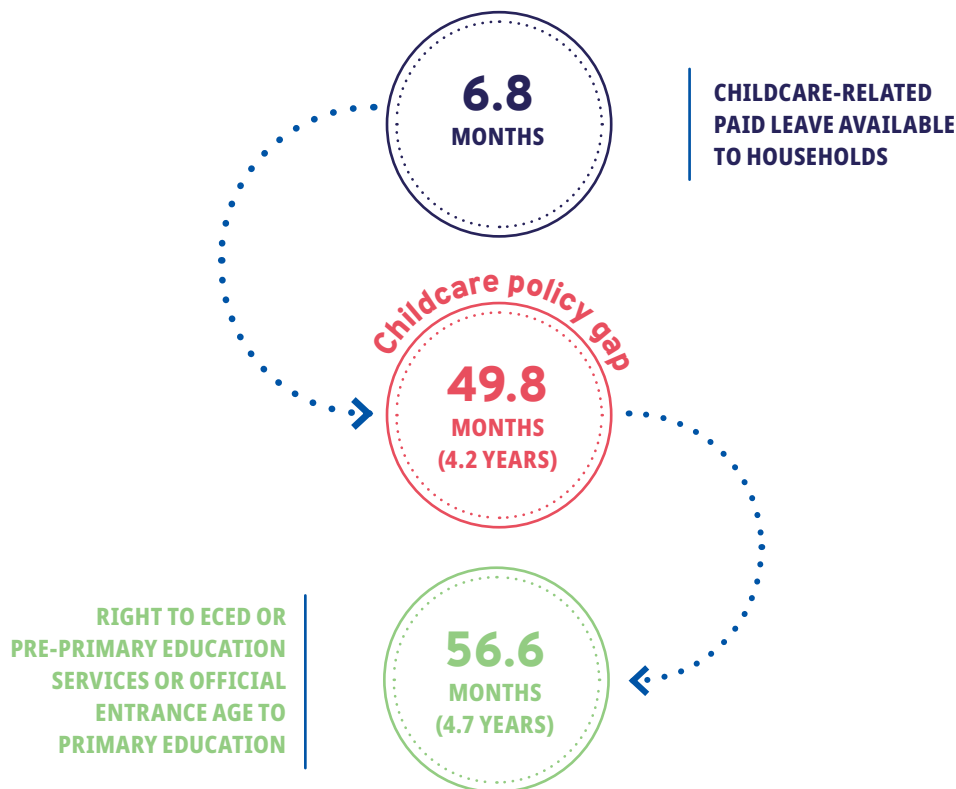 6.8
MONTHS
CHILDCARE-RELATED
PAID LEAVE AVAILABLE
TO HOUSEHOLDS
Childcare policy gap
49.8
MONTHS
(4.2 YEARS)
RIGHT TO ECED OR
PRE-PRIMARY EDUCATION
SERVICES OR OFFICIAL
ENTRANCE AGE TO
PRIMARY EDUCATION
56.6
MONTHS
(4.7 YEARS)